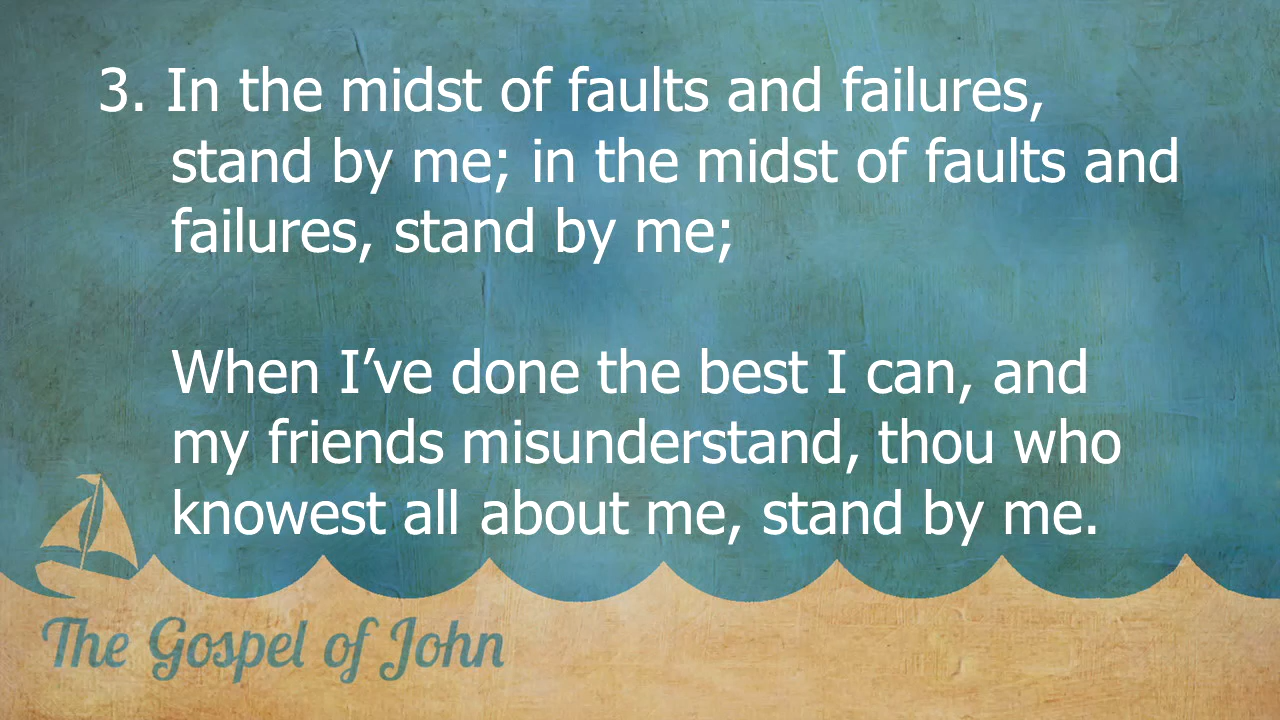 3. In the midst of faults and failures,
stand by me; in the midst of faults and
failures, stand by me;
When I’ve done the best I can, and
my friends misunderstand, thou who
knowest all about me, stand by me.
The Gospel of John